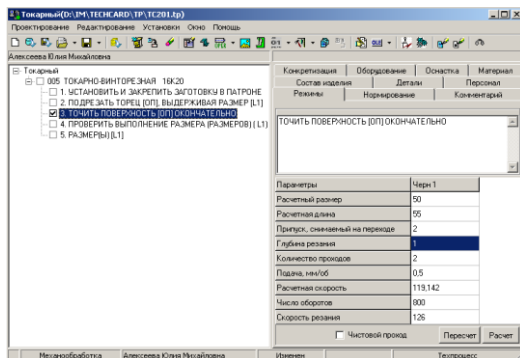 Токарный(D:\IM\TECHCARD\TP\TC201.tp)
Проектирование Редактирование Установки Окно Помощь
Алексеева Юлия Михайловна
Токарный
005 ТОКАРНО-ВИНТОРЕЗНАЯ 16К20
1. УСТАНОВИТЬ И ЗАКРЕПИТЬ ЗАГОТОВКУ В ПАТРОНЕ
2. ПОДРЕЗАТЬ ТОРЕЦ [ОП], ВЫДЕРЖИВАЯ РАЗМЕР [L1]
3. ТОЧИТЬ ПОВЕРХНОСТЬ [ОП] ОКОНЧАТЕЛЬНО
4. ПРОВЕРИТЬ ВЫПОЛНЕНИЕ РАЗМЕРА (РАЗМЕРОВ) [L1]
5. РАЗМЕР(Ы) [L1]
Конкретизация Оборудование Оснастка Материал
Состав изделия Детали Персонал
Режимы Нормирование Комментарий
ТОЧИТЬ ПОВЕРХНОСТЬ [ОП] ОКОНЧАТЕЛЬНО
Параметры Черн 1
Расчетный размер 50
Расчетная длина 55
Припуск, снимаемый на переходе 2
Глубина резания 1
Количество проходов 2
Подача, мм/об 0,5
Расчетная скорость 119,142
Число оборотов 800
Скорость резания 126
Чистовой проход Пересчет Расчет
Механообработка Алексеева Юлия Михайловна Изменен Техпроцесс